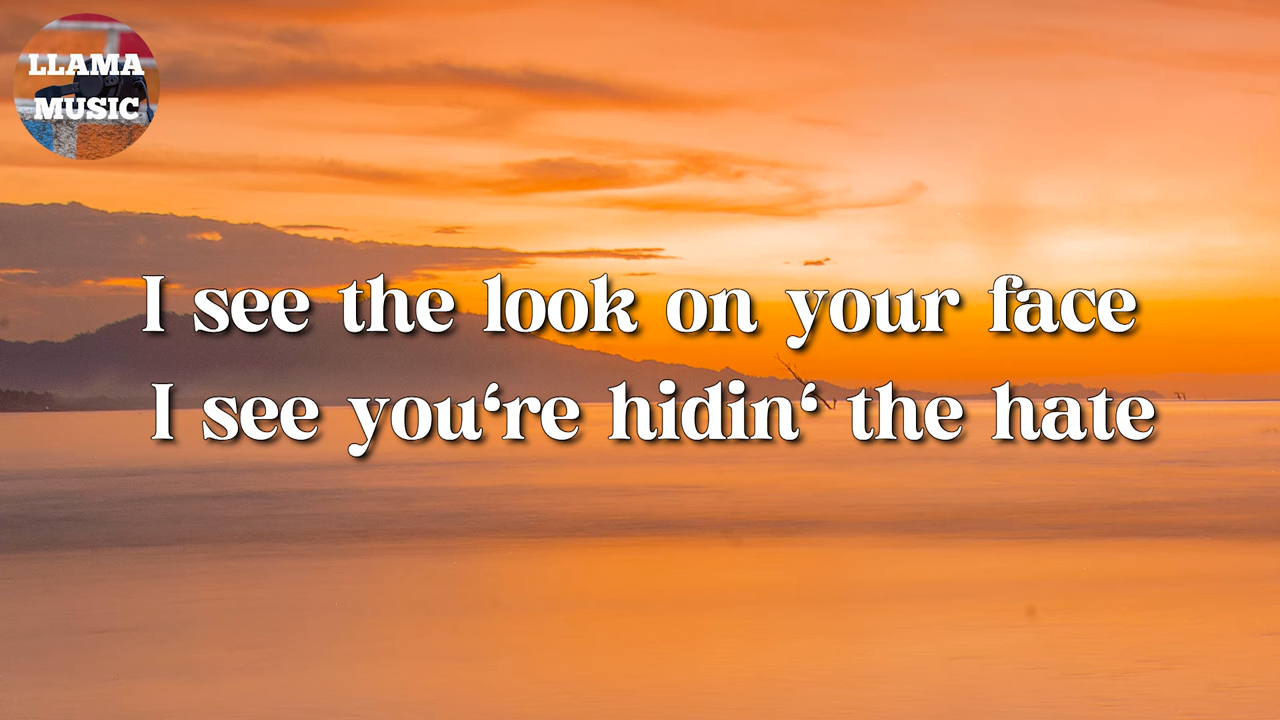 LLAMA
MUSIC
I see the look on your face
I see you‘re hidin‘ the hate